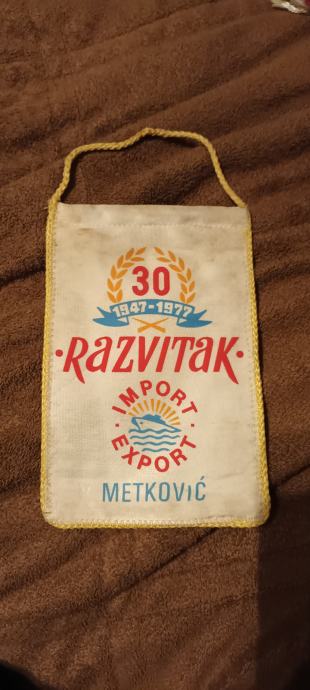 30
1947-1977
·RAZVITAK·
·IMPORT·
EXPORT
METKOVIĆ